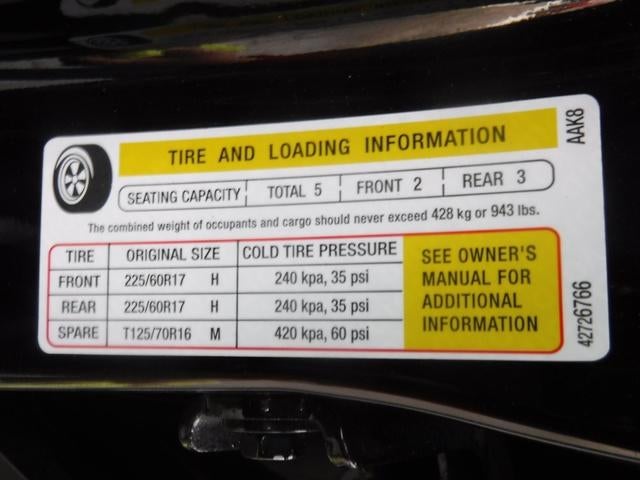 TIRE AND LOADING INFORMATION
SEATING CAPACITY TOTAL 5 FRONT 2 REAR 3
The combined weight of occupants and cargo should never exceed 428 kg or 943 lbs.
TIRE ORIGINAL SIZE COLD TIRE PRESSURE
FRONT 225/60R17 H 240 kpa, 35 psi
REAR 225/60R17 H 240 kpa, 35 psi
SPARE T125/70R16 M 420 kpa, 60 psi
SEE OWNER'S
MANUAL FOR
ADDITIONAL
INFORMATION
AAK8
42726766